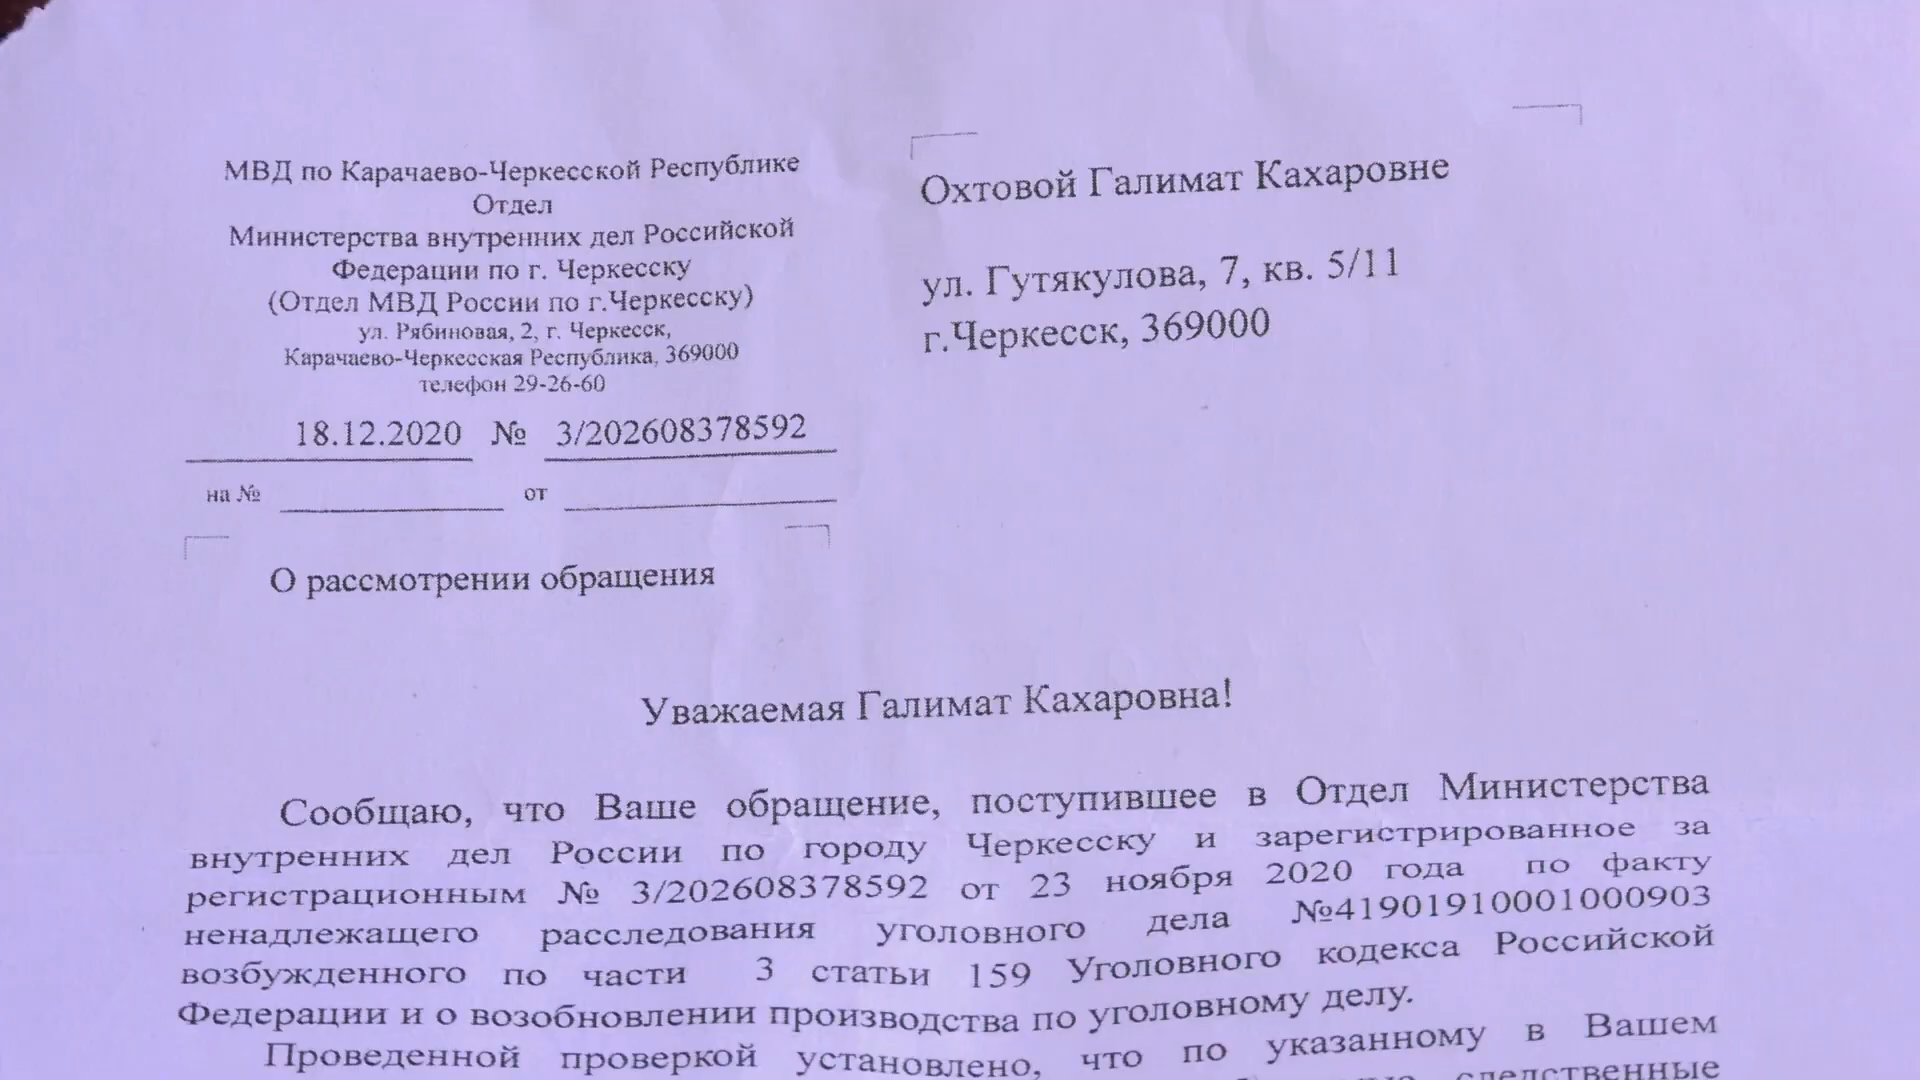 МВД по Карачаево-Черкесской Республике
Отдел
Министерства внутренних дел Российской
Федерации по г. Черкесску
(Отдел МВД России по г.Черкесску)
ул. Рябиновая, 2, г. Черкесск,
Карачаево-Черкесская Республика, 369000
телефон 29-26-60
18.12.2020 № 3/202608378592
на № от
О рассмотрении обращения
Охтовой Галимат Кахаровне
ул. Гутякулова, 7, кв. 5/11
г.Черкесск, 369000
Уважаемая Галимат Кахаровна!
Сообщаю, что Ваше обращение, поступившее в Отдел Министерства
внутренних дел России по городу Черкесску и зарегистрированное за
регистрационным № 3/202608378592 от 23 ноября 2020 года по факту
ненадлежащего расследования уголовного дела №41901910001000903
возбужденного по части 3 статьи 159 Уголовного кодекса Российской
Федерации и о возобновлении производства по уголовному делу.
Проведенной проверкой установлено, что по указанному в Вашем
следственные